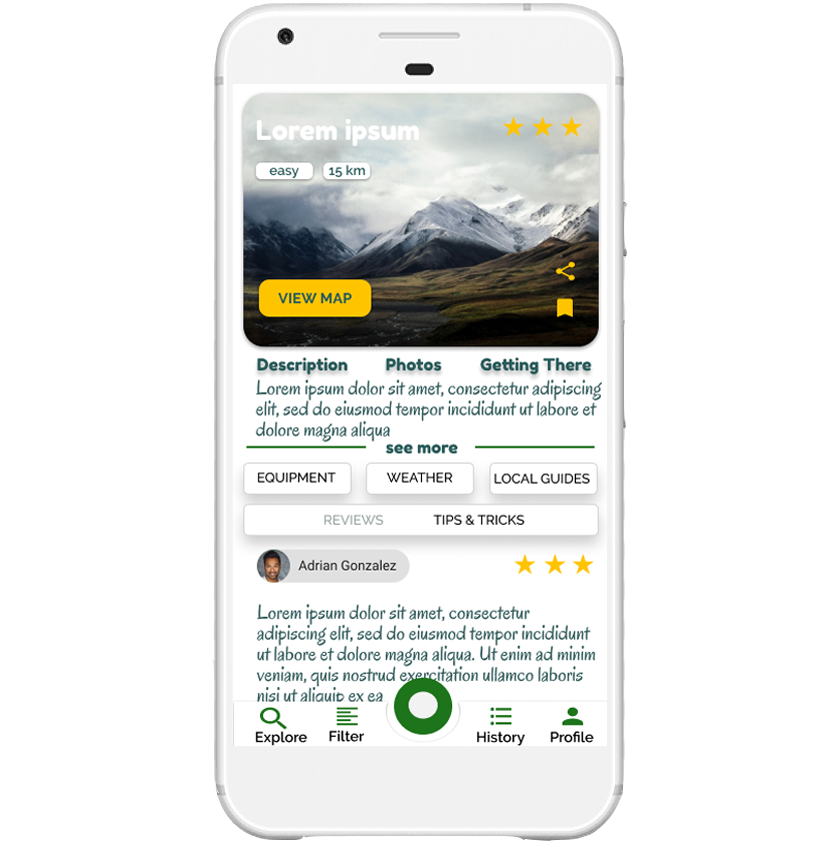 Lorem ipsum
easy 15 km
VIEW MAP
Description Photos Getting There
Lorem ipsum dolor sit amet, consectetur adipiscing
elit, sed do eiusmod tempor incididunt ut labore et
dolore magna aliqua
see more
EQUIPMENT WEATHER LOCAL GUIDES
REVIEWS TIPS & TRICKS
Adrian Gonzalez
Lorem ipsum dolor sit amet, consectetur
adipiscing elit, sed do eiusmod tempor incididunt
ut labore et dolore magna aliqua. Ut enim ad minim
veniam, quis nostrud exercitation ullamco laboris
nisi ut aliquip ex ea
Explore Filter History Profile